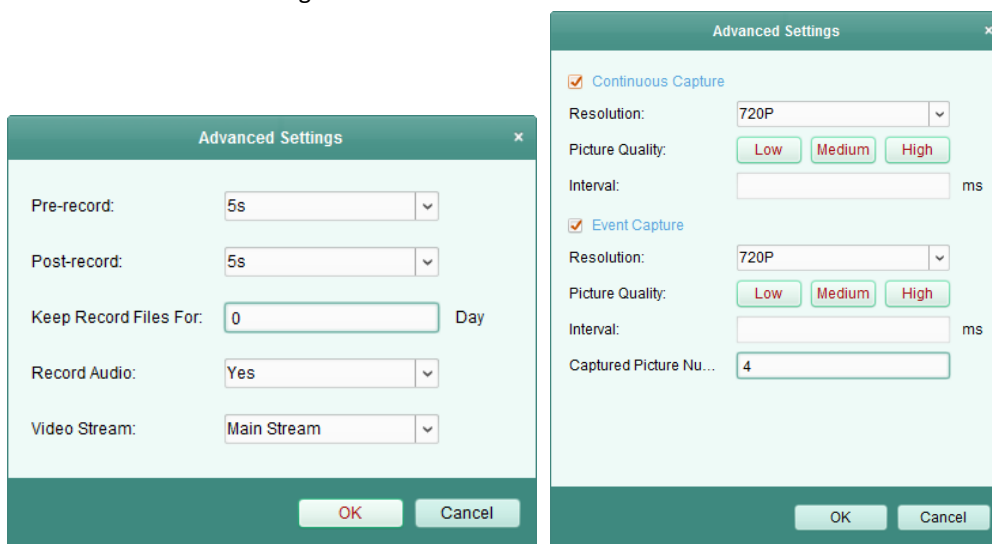 Advanced Settings ×
Pre-record: 5s
Post-record: 5s
Keep Record Files For: 0 Day
Record Audio: Yes
Video Stream: Main Stream
OK Cancel
Advanced Settings ×
Continuous Capture
Resolution: 720P
Picture Quality: Low Medium High
Interval: ms
Event Capture
Resolution: 720P
Picture Quality: Low Medium High
Interval: ms
Captured Picture Nu... 4
OK Cancel